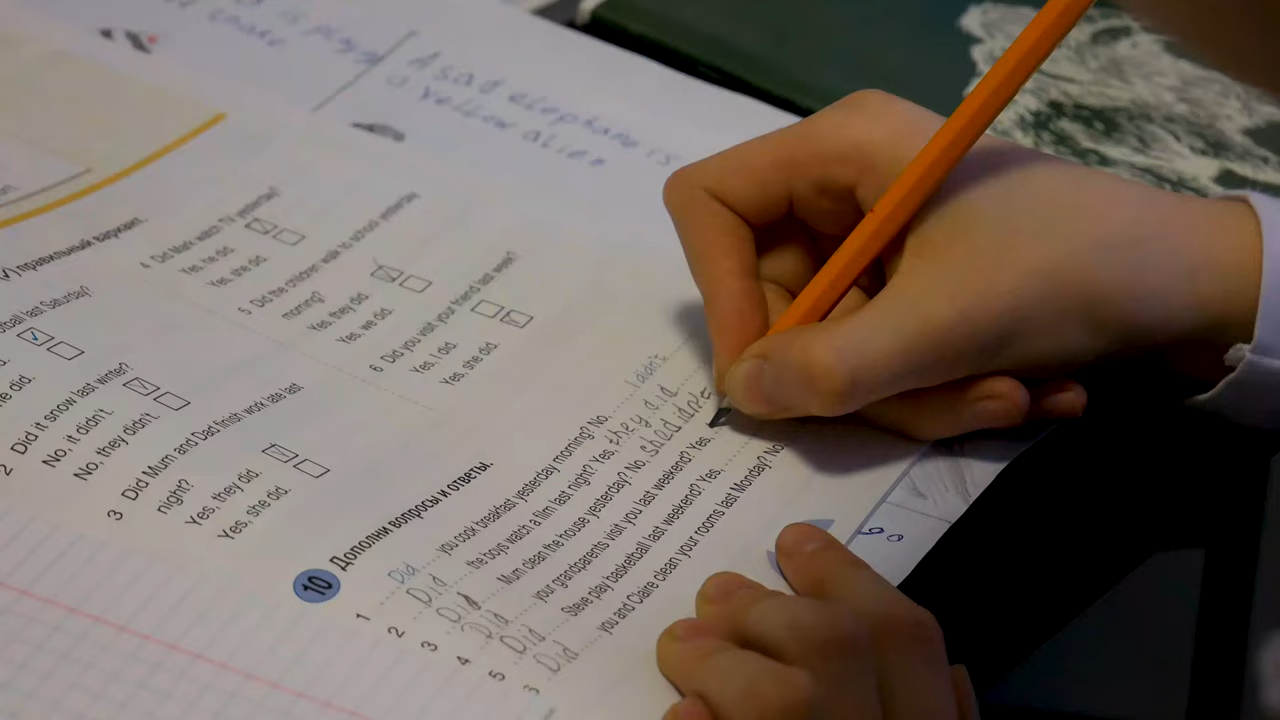 A sad elephant is
a yellow alien
(✓) правильный вариант.
otball last Saturday?
he did.
2 Did it snow last winter?
No, it didn't.
No, they didn't.
3 Did Mum and Dad finish work late last
night?
Yes, they did.
Yes, she did.
4 Did Mark watch TV yesterday?
Yes, he did.
Yes, she did.
5 Did the children walk to school yesterday
morning?
Yes, they did.
Yes, we did.
6 Did you visit your friend last week?
Yes, I did.
Yes, she did.
10 Дополни вопросы и ответы.
1 Did you cook breakfast yesterday morning? No, I didn't
2 Did the boys watch a film last night? Yes, they did
3 Did Mum clean the house yesterday? No, she didn't
4 Did your grandparents visit you last weekend? Yes,
5 Did Steve play basketball last weekend? Yes,
6 Did you and Claire clean your rooms last Monday? No